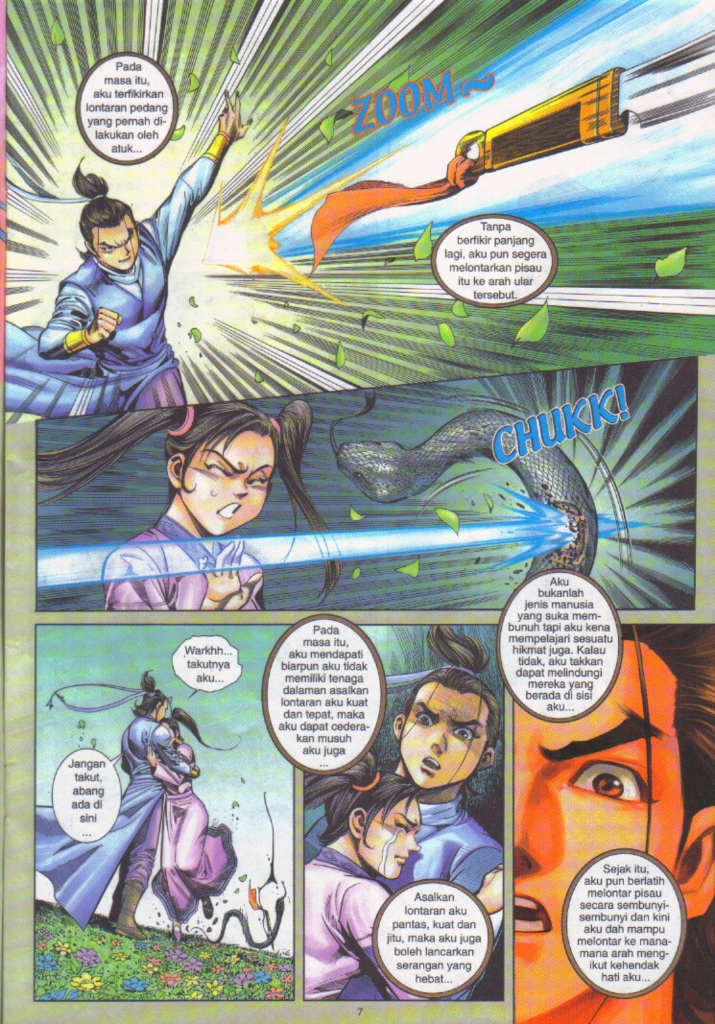 Pada
masa itu,
aku terfikirkan
lontaran pedang
yang pernah di-
lakukan oleh
atuk...
ZOOM~
Tanpa
berfikir panjang
lagi, aku pun segera
melontarkan pisau
itu ke arah ular
tersebut.
CHUKK!
Aku
bukanlah
jenis manusia
yang suka mem-
bunuh tapi aku kena
mempelajari sesuatu
hikmat juga. Kalau
tidak, aku takkan
dapat melindungi
mereka yang
berada di sisi
aku...
Warkhh...
takutnya
aku...
Jangan
takut,
abang
ada di
sini
...
Pada
masa itu,
aku mendapati
biarpun aku tidak
memiliki tenaga
dalaman asalkan
lontaran aku kuat
dan tepat, maka
aku dapat cedera-
kan musuh
aku juga
...
Asalkan
lontaran aku
pantas, kuat dan
jitu, maka aku juga
boleh lancarkan
serangan yang
hebat...
Sejak itu,
aku pun berlatih
melontar pisau
secara sembunyi-
sembunyi dan kini
aku dah mampu
melontar ke mana-
mana arah meng-
ikut kehendak
hati aku...
7